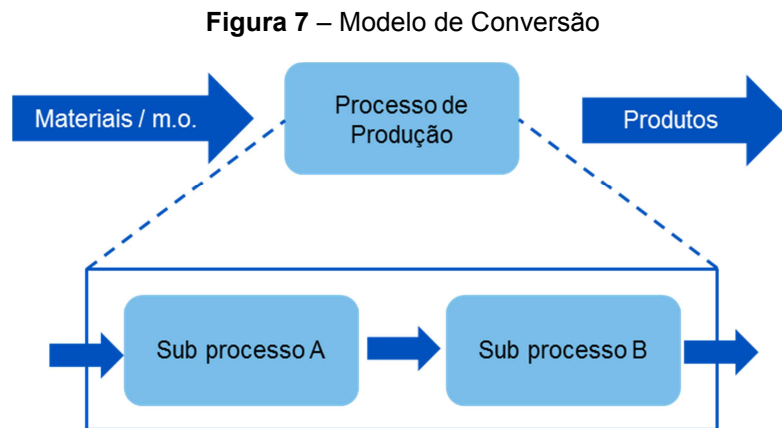 Figura 7 – Modelo de Conversão
Materiais / m.o.
Processo de
Produção
Produtos
Sub processo A
Sub processo B